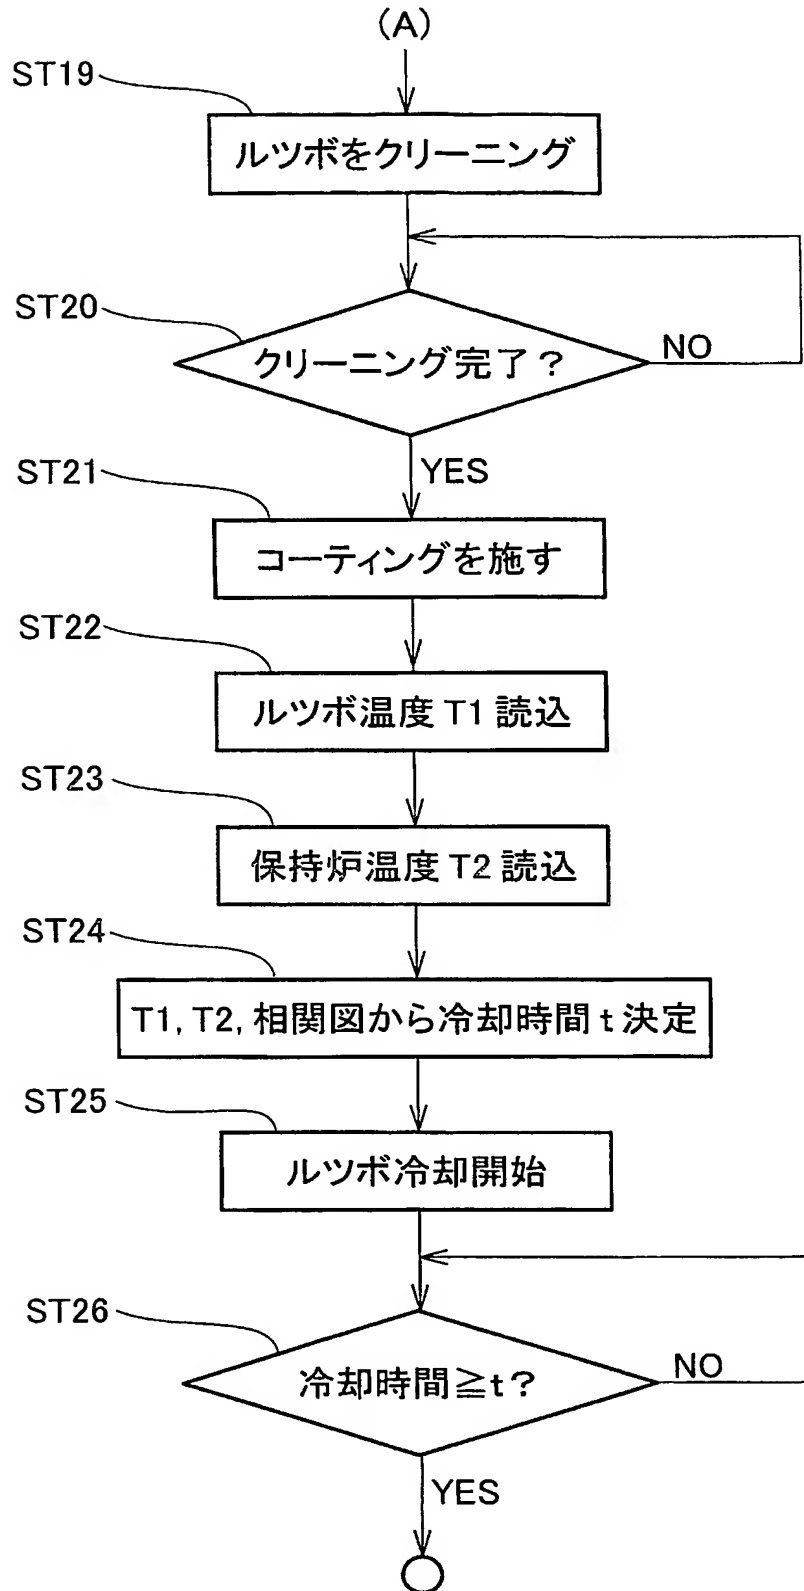 (A)
ST19
ルツボをクリーニング
ST20
クリーニング完了?
NO
YES
ST21
コーティングを施す
ST22
ルツボ温度 T1 読込
ST23
保持炉温度 T2 読込
ST24
T1, T2, 相関図から冷却時間 t 決定
ST25
ルツボ冷却開始
ST26
冷却時間≧t?
NO
YES